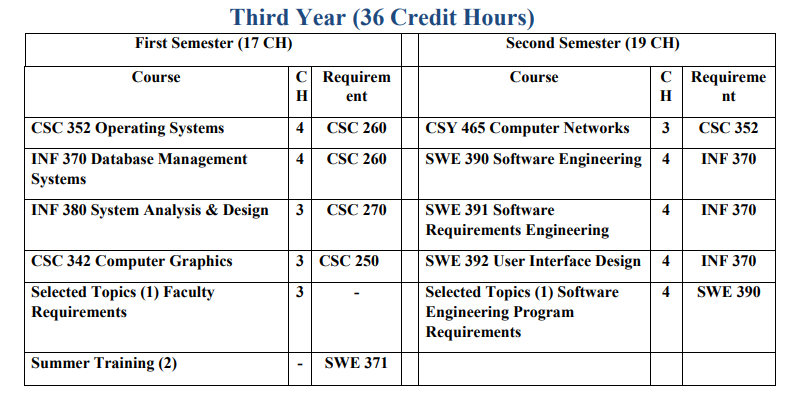 Third Year (36 Credit Hours)
First Semester (17 CH)
Second Semester (19 CH)
Course
C
H
Requirem
ent
Course
C
H
Requireme
nt
CSC 352 Operating Systems
4
CSC 260
CSY 465 Computer Networks
3
CSC 352
INF 370 Database Management
Systems
4
CSC 260
SWE 390 Software Engineering
4
INF 370
INF 380 System Analysis & Design
3
CSC 270
SWE 391 Software
Requirements Engineering
4
INF 370
CSC 342 Computer Graphics
3
CSC 250
SWE 392 User Interface Design
4
INF 370
Selected Topics (1) Faculty
Requirements
3
-
Selected Topics (1) Software
Engineering Program
Requirements
4
SWE 390
Summer Training (2)
-
SWE 371